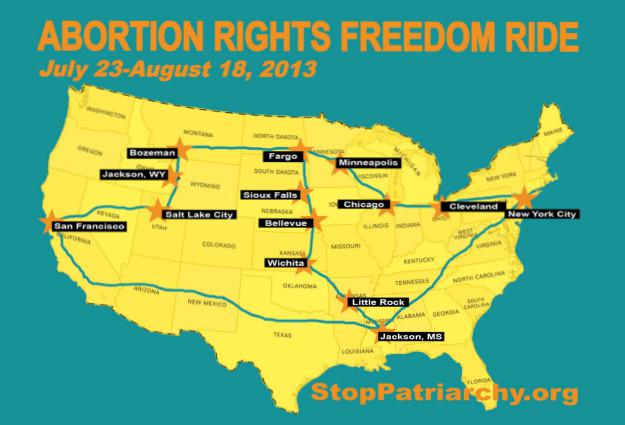 ABORTION RIGHTS FREEDOM RIDE
July 23-August 18, 2013
WASHINGTON
MONTANA
NORTH DAKOTA
MAINE
OREGON
Bozeman
Fargo
MINNESOTA
Minneapolis
WISCONSIN
MICHIGAN
NEW YORK
Jackson, WY
WYOMING
SOUTH DAKOTA
Sioux Falls
Chicago
Cleveland
New York City
NEVADA
Salt Lake City
NEBRASKA
Bellevue
ILLINOIS
INDIANA
OHIO
San Francisco
UTAH
CALIFORNIA
COLORADO
KANSAS
MISSOURI
WEST VIRGINIA
VIRGINIA
KENTUCKY
Wichita
OKLAHOMA
TENNESSEE
NORTH CAROLINA
ARIZONA
NEW MEXICO
Little Rock
SOUTH CAROLINA
ALABAMA
GEORGIA
TEXAS
Jackson, MS
LOUISIANA
FLORIDA
StopPatriarchy.org